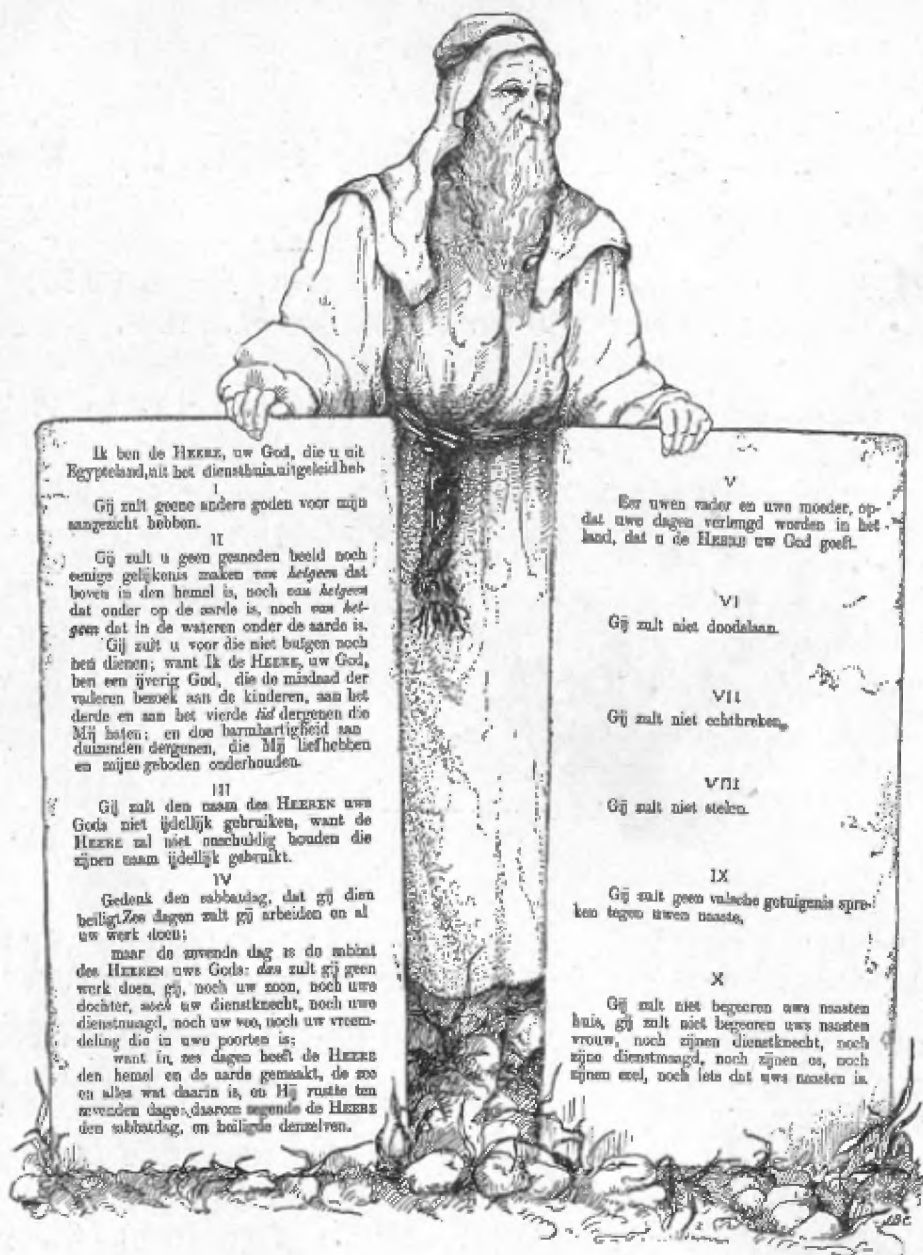 Ik ben de HEERE, uw God, die u uit
Egypteland, uit het diensthuis, uitgeleid heb
I
Gij zult geene andere goden voor mijn
aangezicht hebben.
II
Gij zult u geen gesneden beeld noch
eenige gelijkenis maken van hetgeen dat
boven in den hemel is, noch van hetgeen
dat onder op de aarde is, noch van het-
geen dat in de wateren onder de aarde is.
Gij zult u voor die niet buigen noch
hen dienen; want Ik de HEERE, uw God,
ben een ijverig God, die de misdaad der
vaderen bezoek aan de kinderen, aan het
derde en aan het vierde lid dergenen die
Mij haten; en doe barmhartigheid aan
duizenden dergenen, die Mij liefhebben
en mijne geboden onderhouden.
III
Gij zult den naam des HEEREN uws
Gods niet ijdellijk gebruiken, want de
HEERE zal niet onschuldig houden die
zijnen naam ijdellijk gebruikt.
IV
Gedenk den sabbatdag, dat gij dien
heiligt. Zes dagen zult gij arbeiden en al
uw werk doen;
maar de zevende dag is de sabbat
des HEEREN uws Gods: dan zult gij geen
werk doen, gij, noch uw zoon, noch uwe
dochter, noch uw dienstknecht, noch uwe
dienstmaagd, noch uw vee, noch uw vreem-
deling die in uwe poorten is;
want in zes dagen heeft de HEERE
den hemel en de aarde gemaakt, de zee
en alles wat daarin is, en Hij rustte ten
zevenden dage; daarom zegende de HEERE
den sabbatdag, en heiligde denzelven.
V
Eer uwen vader en uwe moeder, op-
dat uwe dagen verlengd worden in het
land, dat u de HEERE uw God geeft.
VI
Gij zult niet doodslaan.
VII
Gij zult niet echtbreken.
VIII
Gij zult niet stelen.
IX
Gij zult geen valsche getuigenis spre-
ken tegen uwen naaste.
X
Gij zult niet begeeren uws naasten
huis, gij zult niet begeeren uws naasten
vrouw, noch zijnen dienstknecht, noch
zijne dienstmaagd, noch zijnen os, noch
zijnen ezel, noch iets dat uws naasten is.